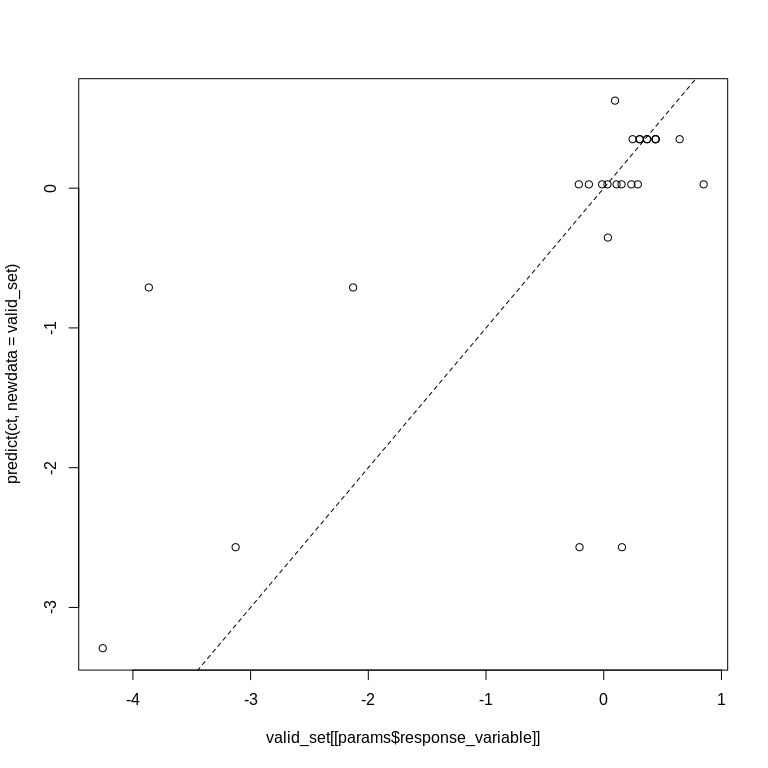 0
-1
-2
-3
predict(ct, newdata = valid_set)
-4 -3 -2 -1 0 1
valid_set[[params$response_variable]]